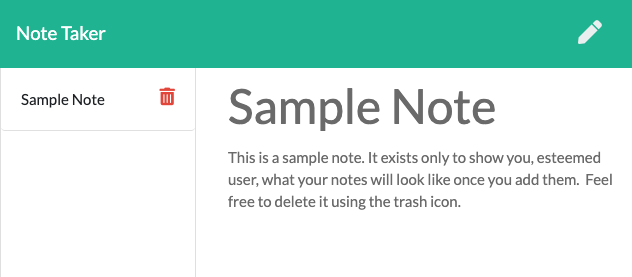 Note Taker
Sample Note
Sample Note
This is a sample note. It exists only to show you, esteemed
user, what your notes will look like once you add them.  Feel
free to delete it using the trash icon.